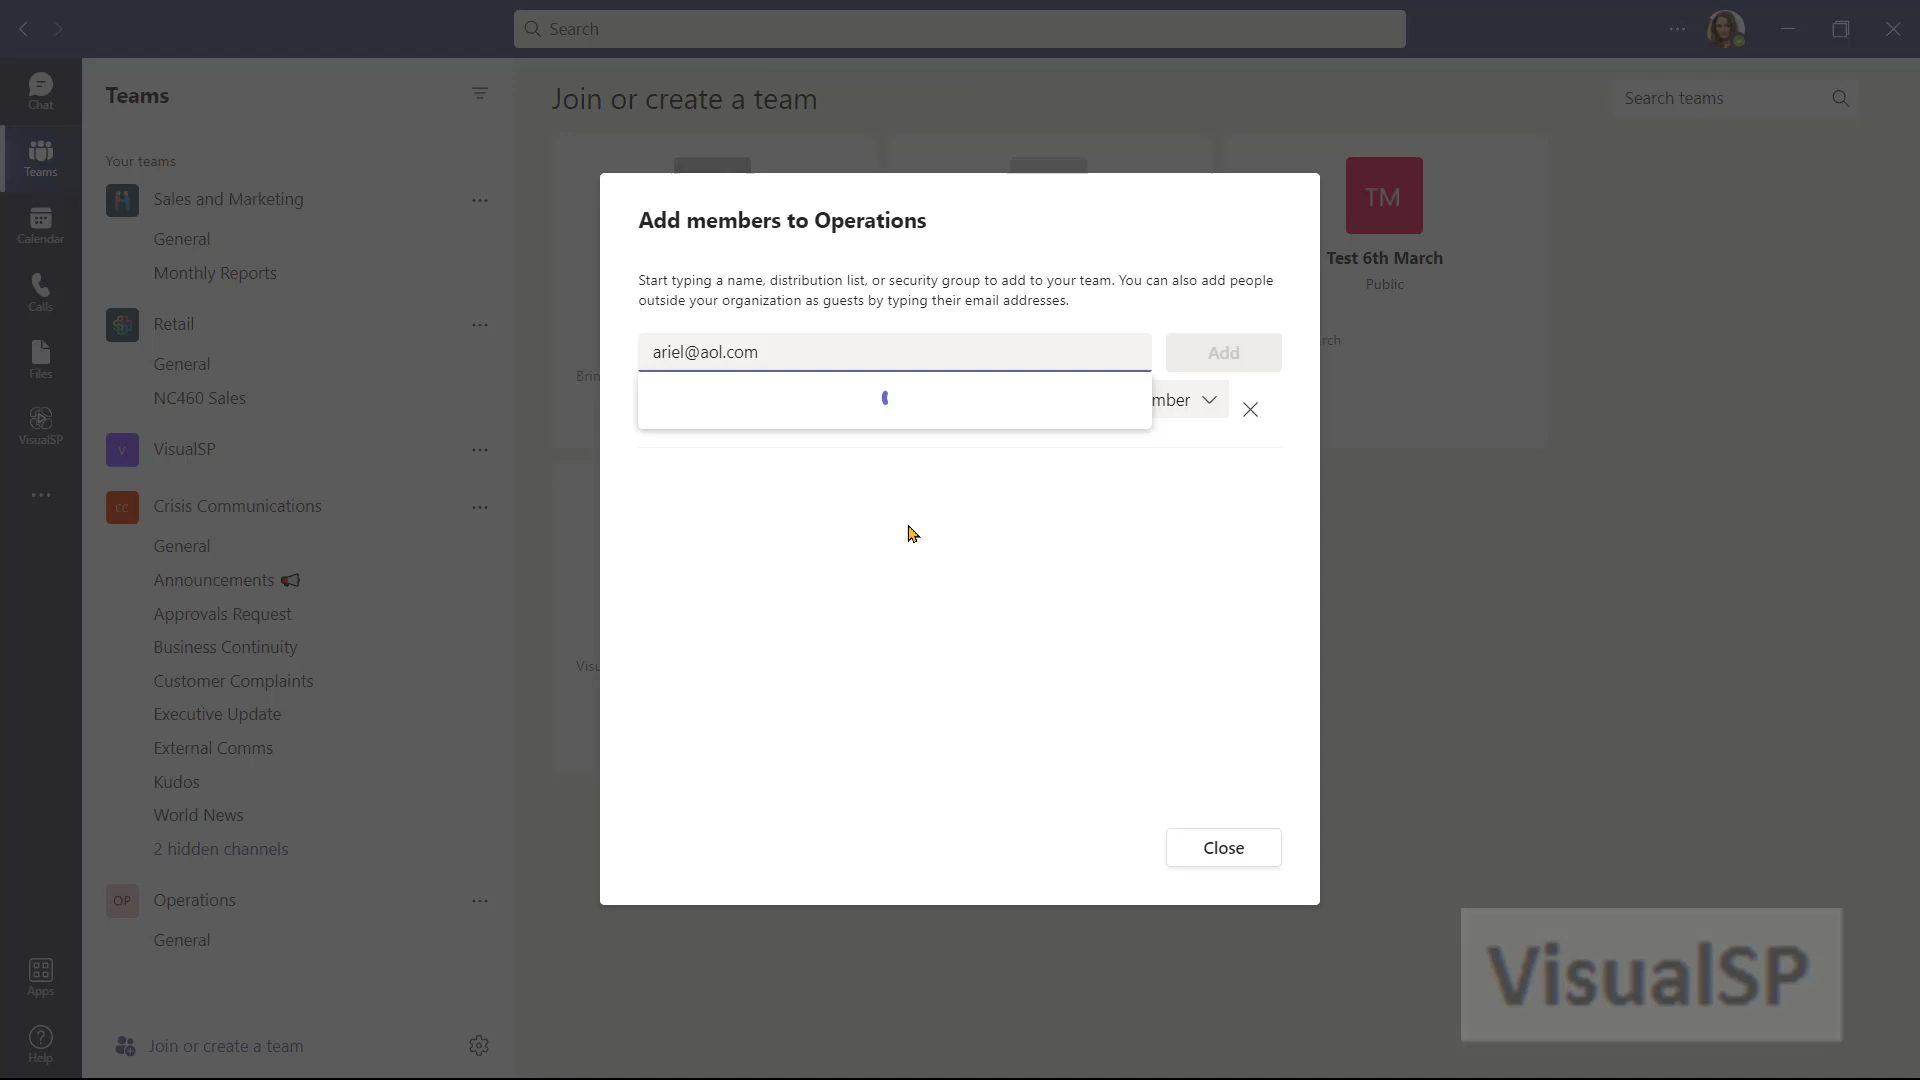 Search
Chat
Teams
Calendar
Calls
Files
VisualSP
Apps
Help
Teams
Your teams
Sales and Marketing
General
Monthly Reports
Retail
General
NC460 Sales
V
VisualSP
CC
Crisis Communications
General
Announcements
Approvals Request
Business Continuity
Customer Complaints
Executive Update
External Comms
Kudos
World News
2 hidden channels
OP
Operations
General
Join or create a team
Join or create a team
Search teams
TM
Test 6th March
Public
Add members to Operations
Start typing a name, distribution list, or security group to add to your team. You can also add people
outside your organization as guests by typing their email addresses.
ariel@aol.com
Add
mber
Close
VisualSP